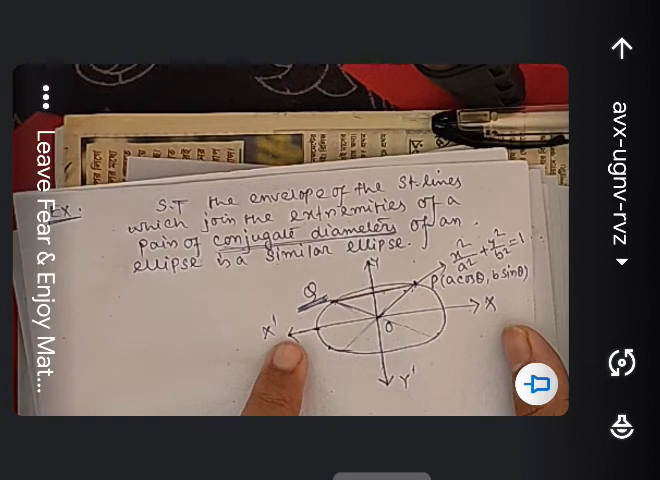 avx-ugnv-rvz
Leave Fear & Enjoy Mat...
Ex.
S.T the envelope of the St-lines
which join the extremities of a
pair of conjugate diameters of an
ellipse is a similar ellipse.
x²/a² + y²/b² = 1
P(a cosθ, b sinθ)
Q
Y
X
X'
O
Y'